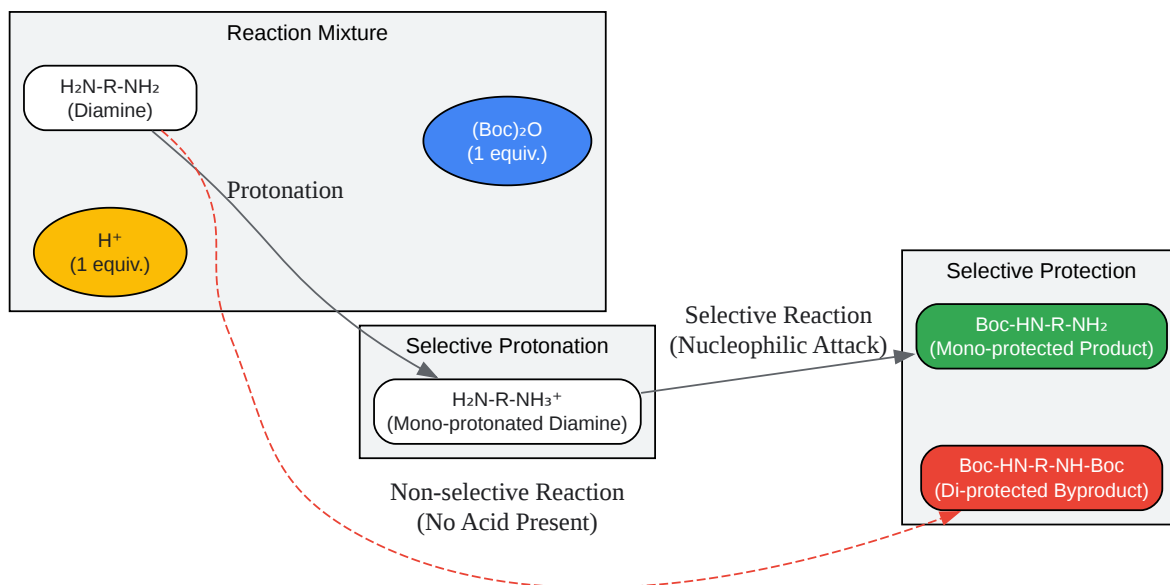 Reaction Mixture
H₂N-R-NH₂
(Diamine)
(Boc)₂O
(1 equiv.)
Protonation
H⁺
(1 equiv.)
Selective Protonation
H₂N-R-NH₃⁺
(Mono-protonated Diamine)
Selective Reaction
(Nucleophilic Attack)
Selective Protection
Boc-HN-R-NH₂
(Mono-protected Product)
Boc-HN-R-NH-Boc
(Di-protected Byproduct)
Non-selective Reaction
(No Acid Present)